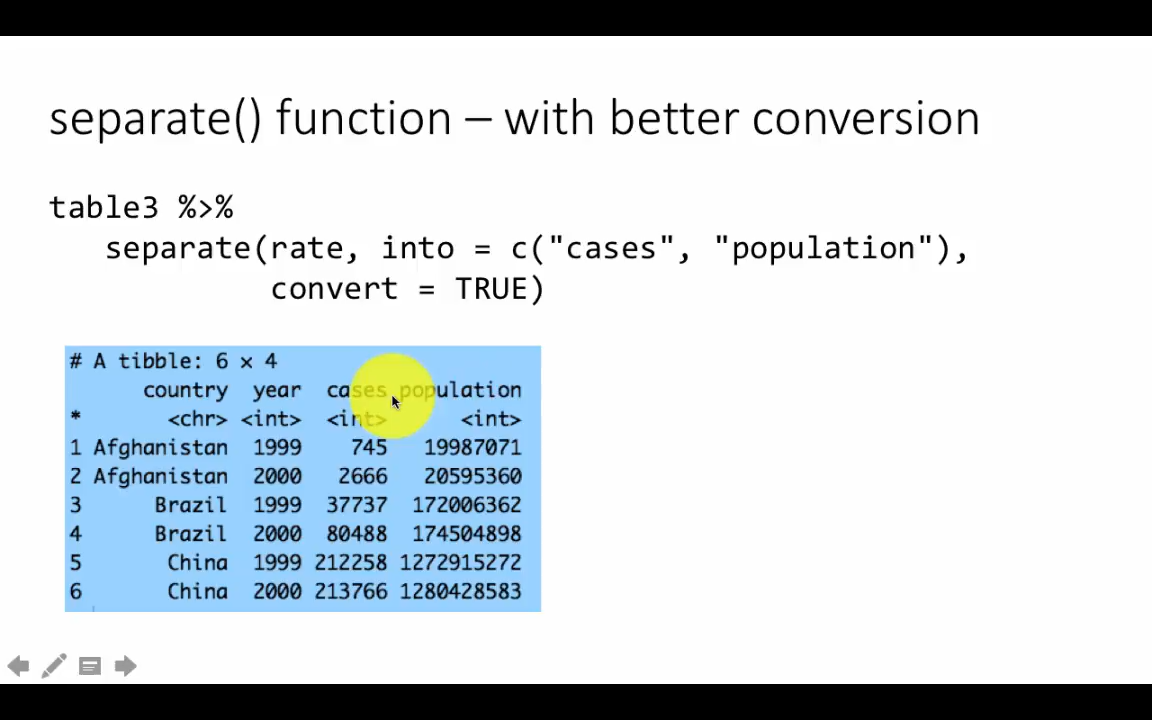 separate() function – with better conversion
table3 %>%
separate(rate, into = c("cases", "population"),
convert = TRUE)
# A tibble: 6 × 4
country year cases population
* <chr> <int> <int> <int>
1 Afghanistan 1999 745 19987071
2 Afghanistan 2000 2666 20595360
3 Brazil 1999 37737 172006362
4 Brazil 2000 80488 174504898
5 China 1999 212258 1272915272
6 China 2000 213766 1280428583